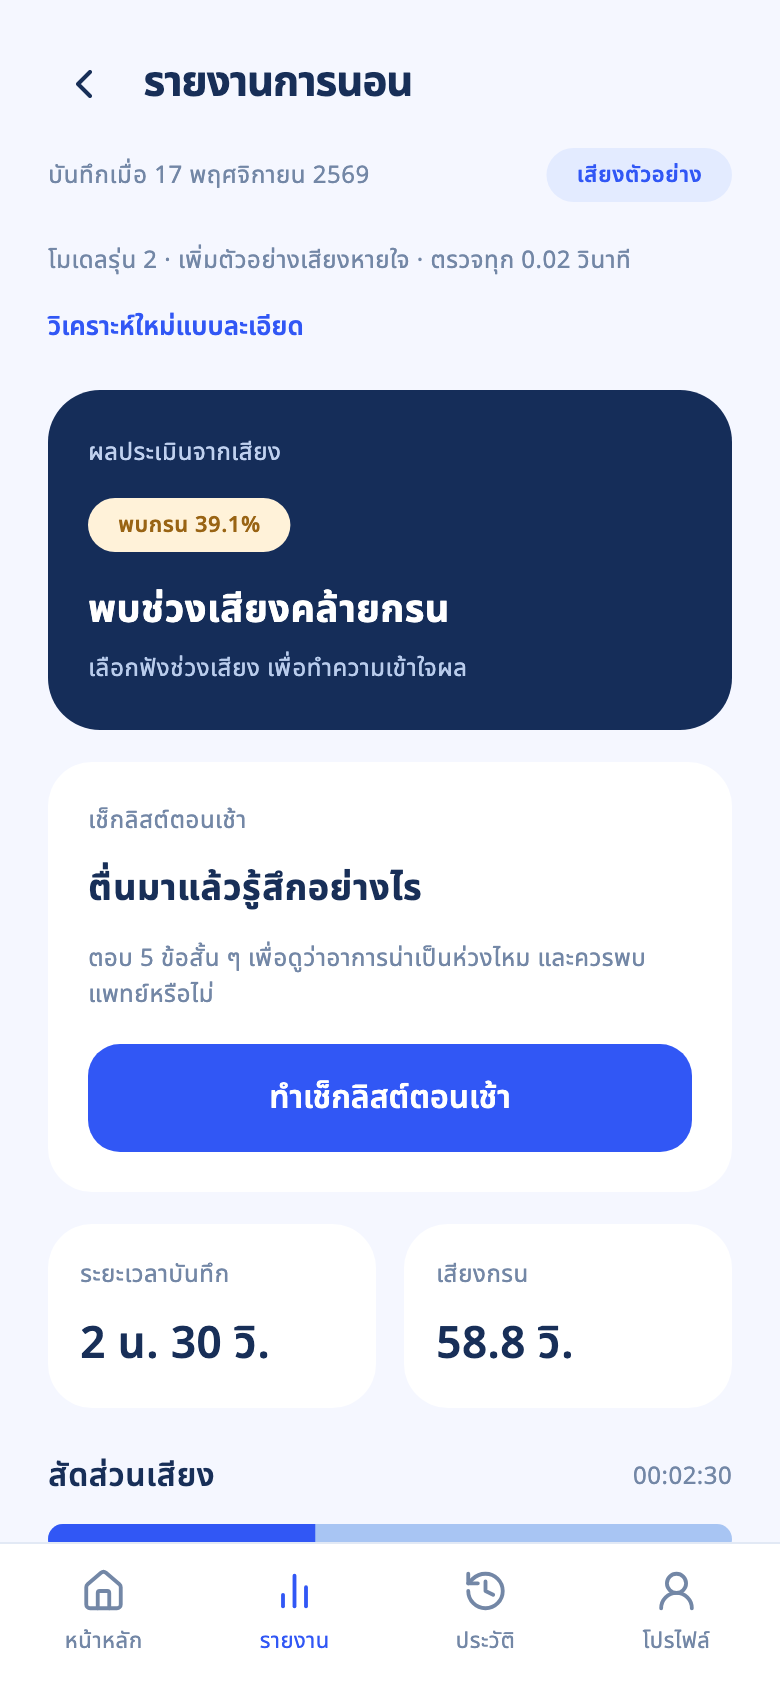 รายงานการนอน
บันทึกเมื่อ 17 พฤศจิกายน 2569
เสียงตัวอย่าง
โมเดลรุ่น 2 · เพิ่มตัวอย่างเสียงหายใจ · ตรวจทุก 0.02 วินาที
วิเคราะห์ใหม่แบบละเอียด
ผลประเมินจากเสียง
พบกรน 39.1%
พบช่วงเสียงคล้ายกรน
เลือกฟังช่วงเสียง เพื่อทำความเข้าใจผล
เช็กลิสต์ตอนเช้า
ตื่นมาแล้วรู้สึกอย่างไร
ตอบ 5 ข้อสั้น ๆ เพื่อดูว่าอาการน่าเป็นห่วงไหม และควรพบ
แพทย์หรือไม่
ทำเช็กลิสต์ตอนเช้า
ระยะเวลาบันทึก
2 น. 30 วิ.
เสียงกรน
58.8 วิ.
สัดส่วนเสียง
00:02:30
หน้าหลัก
รายงาน
ประวัติ
โปรไฟล์